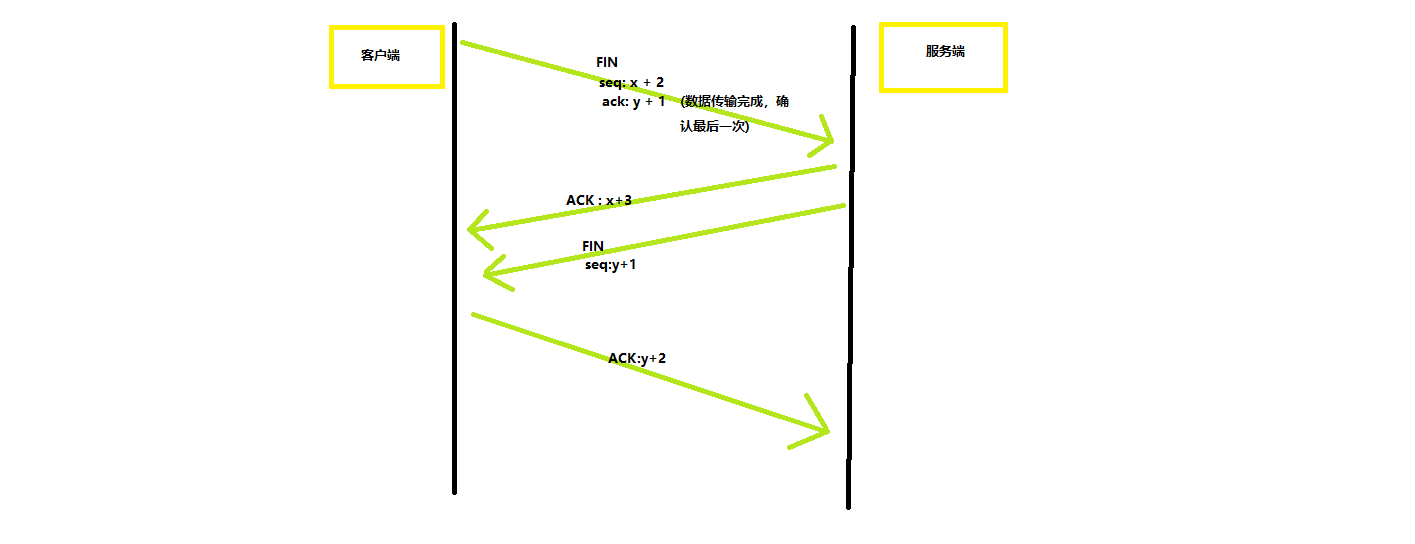 客户端
服务端
FIN
seq: x + 2
ack: y + 1 (数据传输完成，确
认最后一次)
ACK : x+3
FIN
seq:y+1
ACK:y+2